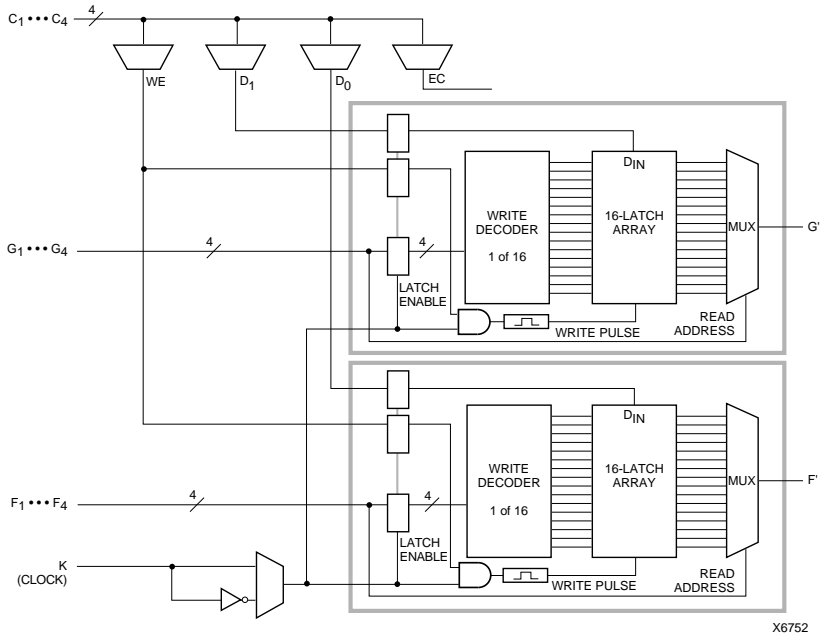 C1 ••• C4
4
WE
D1
D0
EC
DIN
WRITE
DECODER
1 of 16
16-LATCH
ARRAY
MUX
G'
G1 ••• G4
4
4
LATCH
ENABLE
READ
ADDRESS
WRITE PULSE
DIN
WRITE
DECODER
1 of 16
16-LATCH
ARRAY
MUX
F'
F1 ••• F4
4
4
LATCH
ENABLE
K
(CLOCK)
READ
ADDRESS
WRITE PULSE
X6752